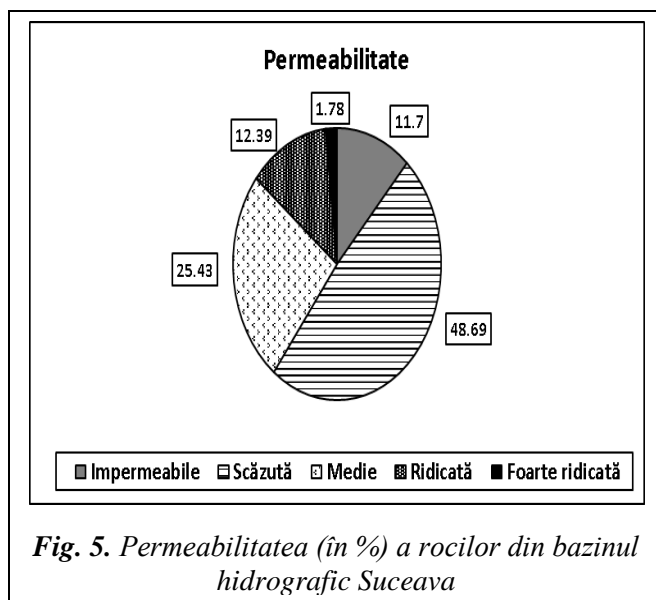 Permeabilitate
1.78
11.7
12.39
25.43
48.69
Impermeabile Scăzută Medie Ridicată Foarte ridicată
Fig. 5. Permeabilitatea (în %) a rocilor din bazinul
hidrografic Suceava